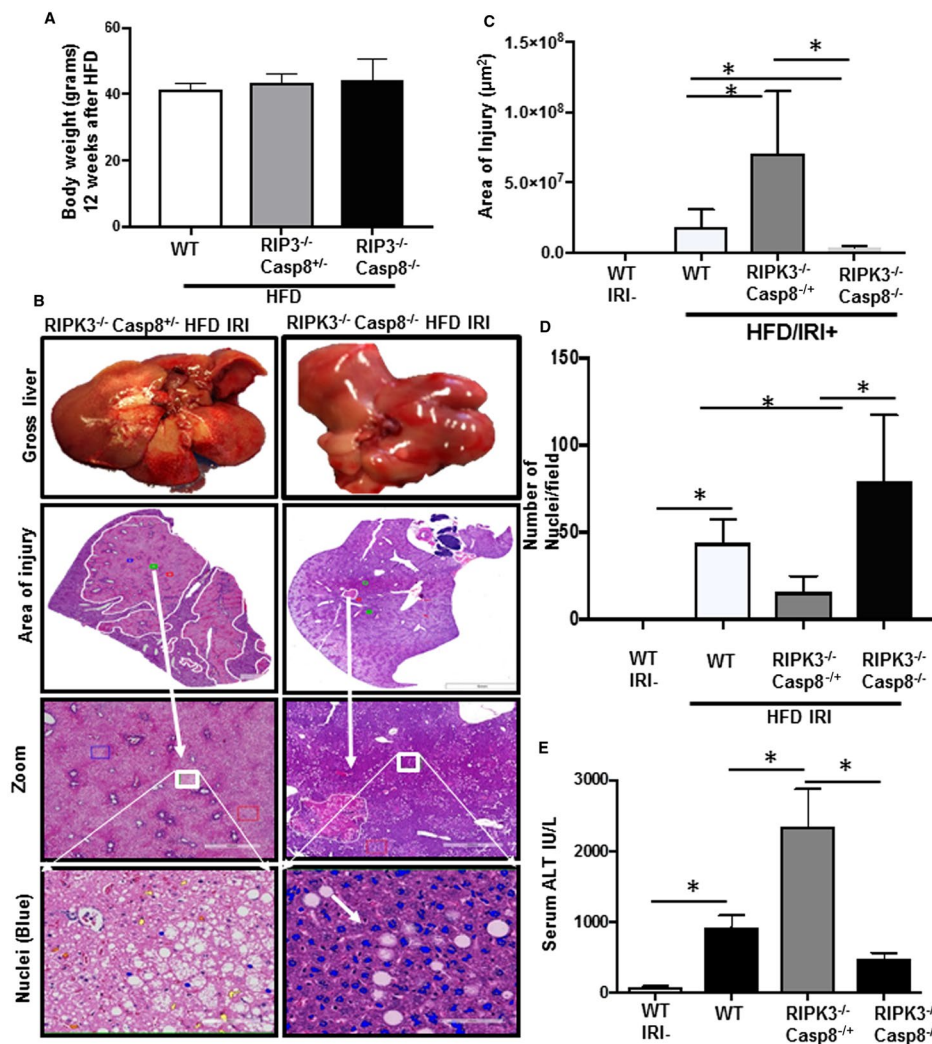 A
Body weight (grams)
12 weeks after HFD
60
40
20
0
WT
RIP3-/-
Casp8+/-
RIP3-/-
Casp8-/-
HFD
B
RIPK3-/- Casp8+/- HFD IRI
RIPK3-/- Casp8-/- HFD IRI
Gross liver
Area of injury
Zoom
Nuclei (Blue)
C
Area of Injury (µm²)
1.5×10⁸
1.0×10⁸
5.0×10⁷
0.0
*
*
*
WT
IRI-
WT
RIPK3-/-
Casp8-/+
RIPK3-/-
Casp8-/-
HFD/IRI+
D
Number of
Nuclei/field
150
100
50
0
*
*
*
WT
IRI-
WT
RIPK3-/-
Casp8-/+
RIPK3-/-
Casp8-/-
HFD IRI
E
Serum ALT IU/L
3000
2000
1000
0
*
*
*
WT
IRI-
WT
RIPK3-/-
Casp8-/+
RIPK3-/
Casp8-/